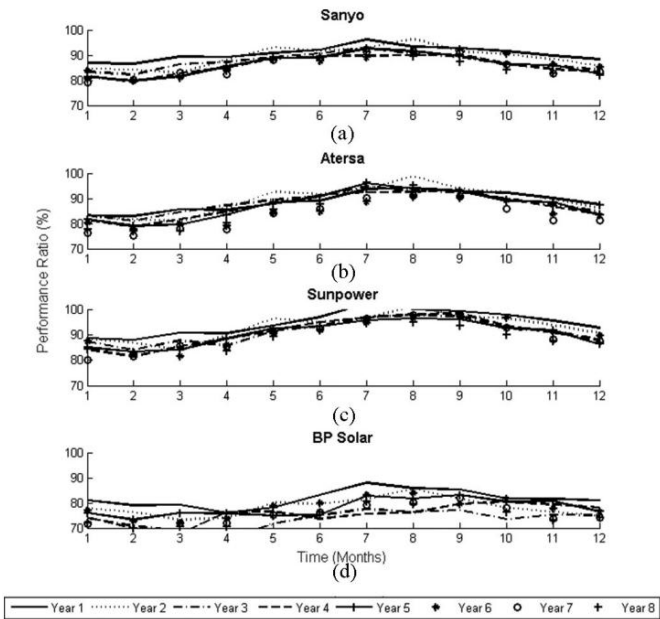 Sanyo
100
90
80
70
1 2 3 4 5 6 7 8 9 10 11 12
(a)
Atersa
100
90
80
70
1 2 3 4 5 6 7 8 9 10 11 12
(b)
Performance Ratio (%)
Sunpower
100
90
80
70
1 2 3 4 5 6 7 8 9 10 11 12
(c)
BP Solar
100
90
80
70
1 2 3 4 5 6 7 8 9 10 11 12
Time (Months)
(d)
Year 1 Year 2 Year 3 Year 4 Year 5 Year 6 Year 7 Year 8